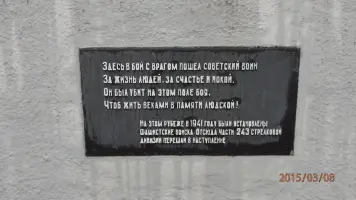 Здесь в бой с врагом пошел советский воин
За жизнь людей, за счастье и покой.
Он был убит на этом поле боя,
Чтоб жить веками в памяти людской!
На этом рубеже в 1941 году были остановлены
фашистские войска. Отсюда части 243 стрелковой
дивизии перешли в наступление
2015/03/08